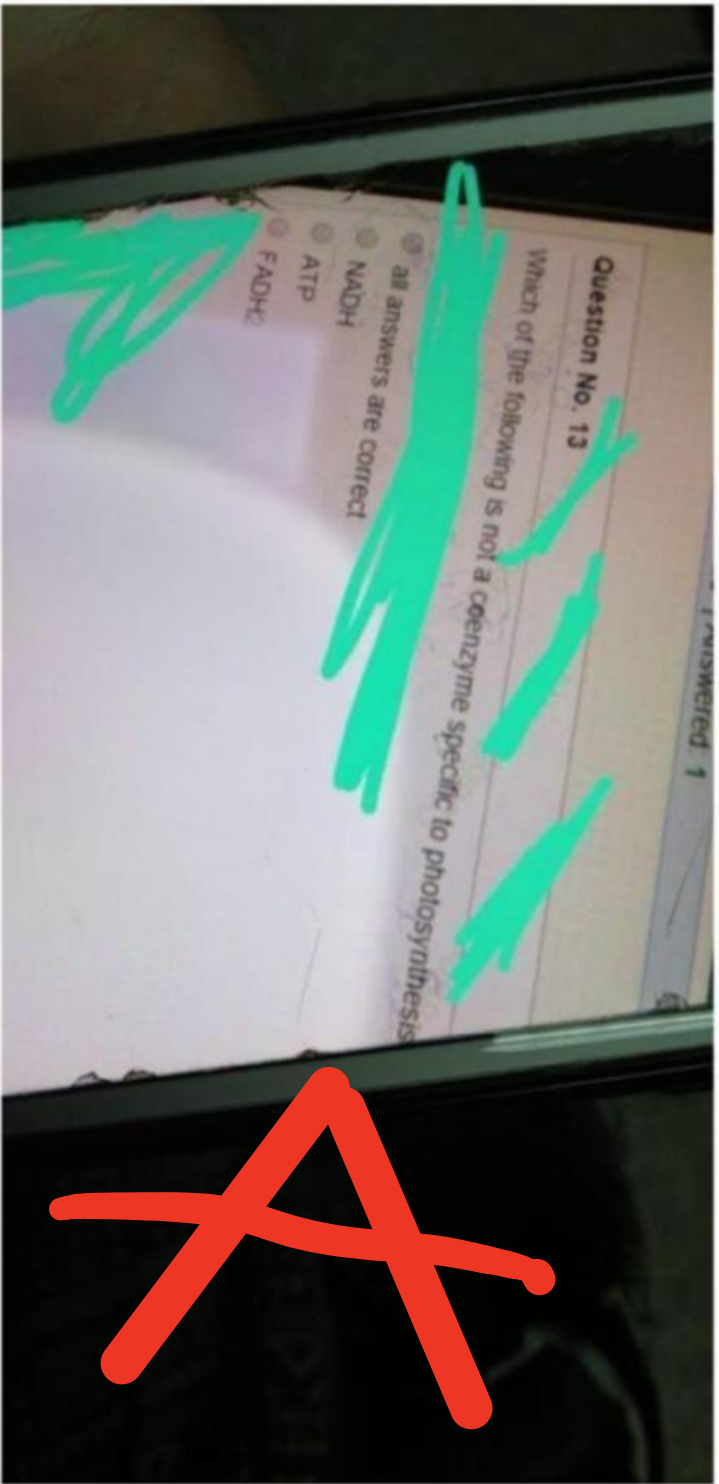 Answered. 1
Question No. 13
Which of the following is not a coenzyme specific to photosynthesis
all answers are correct
NADH
ATP
FADH2
A